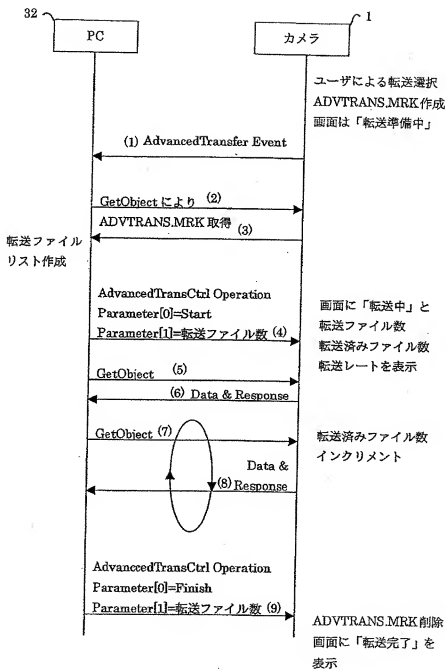 32
PC
カメラ
1
ユーザによる転送選択
ADVTRANS.MRK 作成
画面は「転送準備中」
(1) AdvancedTransfer Event
GetObject により (2)
ADVTRANS.MRK 取得 (3)
転送ファイル
リスト作成
AdvancedTransCtrl Operation
Parameter[0]=Start
Parameter[1]=転送ファイル数 (4)
画面に「転送中」と
転送ファイル数
転送済みファイル数
転送レートを表示
GetObject (5)
(6) Data & Response
GetObject (7)
転送済みファイル数
インクリメント
Data &
(8) Response
AdvanccedTransCtrl Operation
Parameter[0]=Finish
Parameter[1]=転送ファイル数 (9)
ADVTRANS.MRK 削除
画面に「転送完了」を
表示